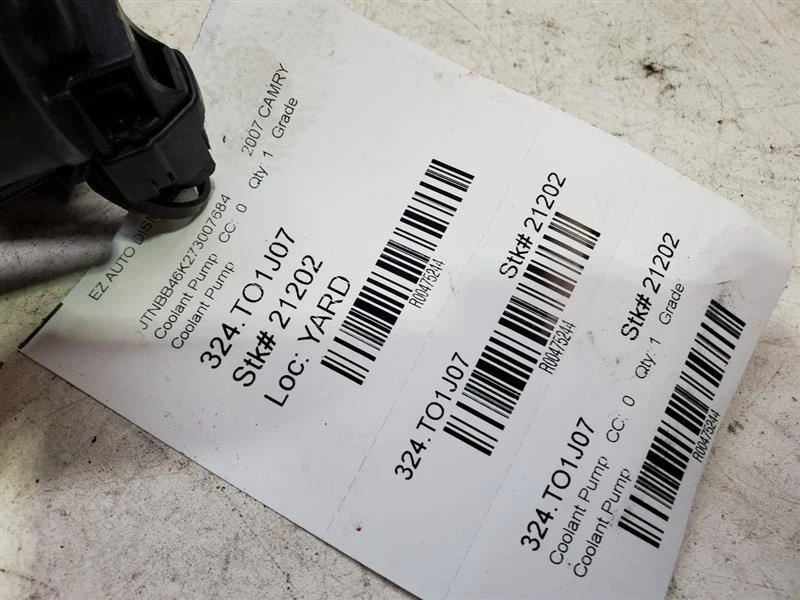 EZ AUTO
JTNBB46K273007684 2007 CAMRY
Coolant Pump CC: 0 Qty: 1 Grade
Coolant Pump
324.TO1J07
Stk# 21202
Loc: YARD
R00475244
324.TO1J07 Stk# 21202
R00475244
324.TO1J07 Stk# 21202
Coolant Pump CC: 0 Qty: 1 Grade
Coolant Pump
R00475244